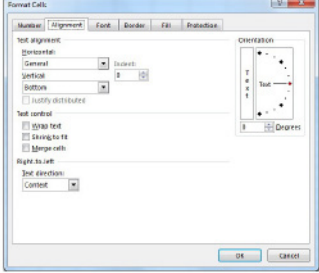 Format Cells
Number Alignment Font Border Fill Protection
Text alignment
Horizontal:
General
Indent:
Vertical:
0
Bottom
Justify distributed
Text control
Wrap text
Shrink to fit
Merge cells
Right-to-left
Text direction:
Context
Orientation
Text
Text
0 Degrees
OK Cancel